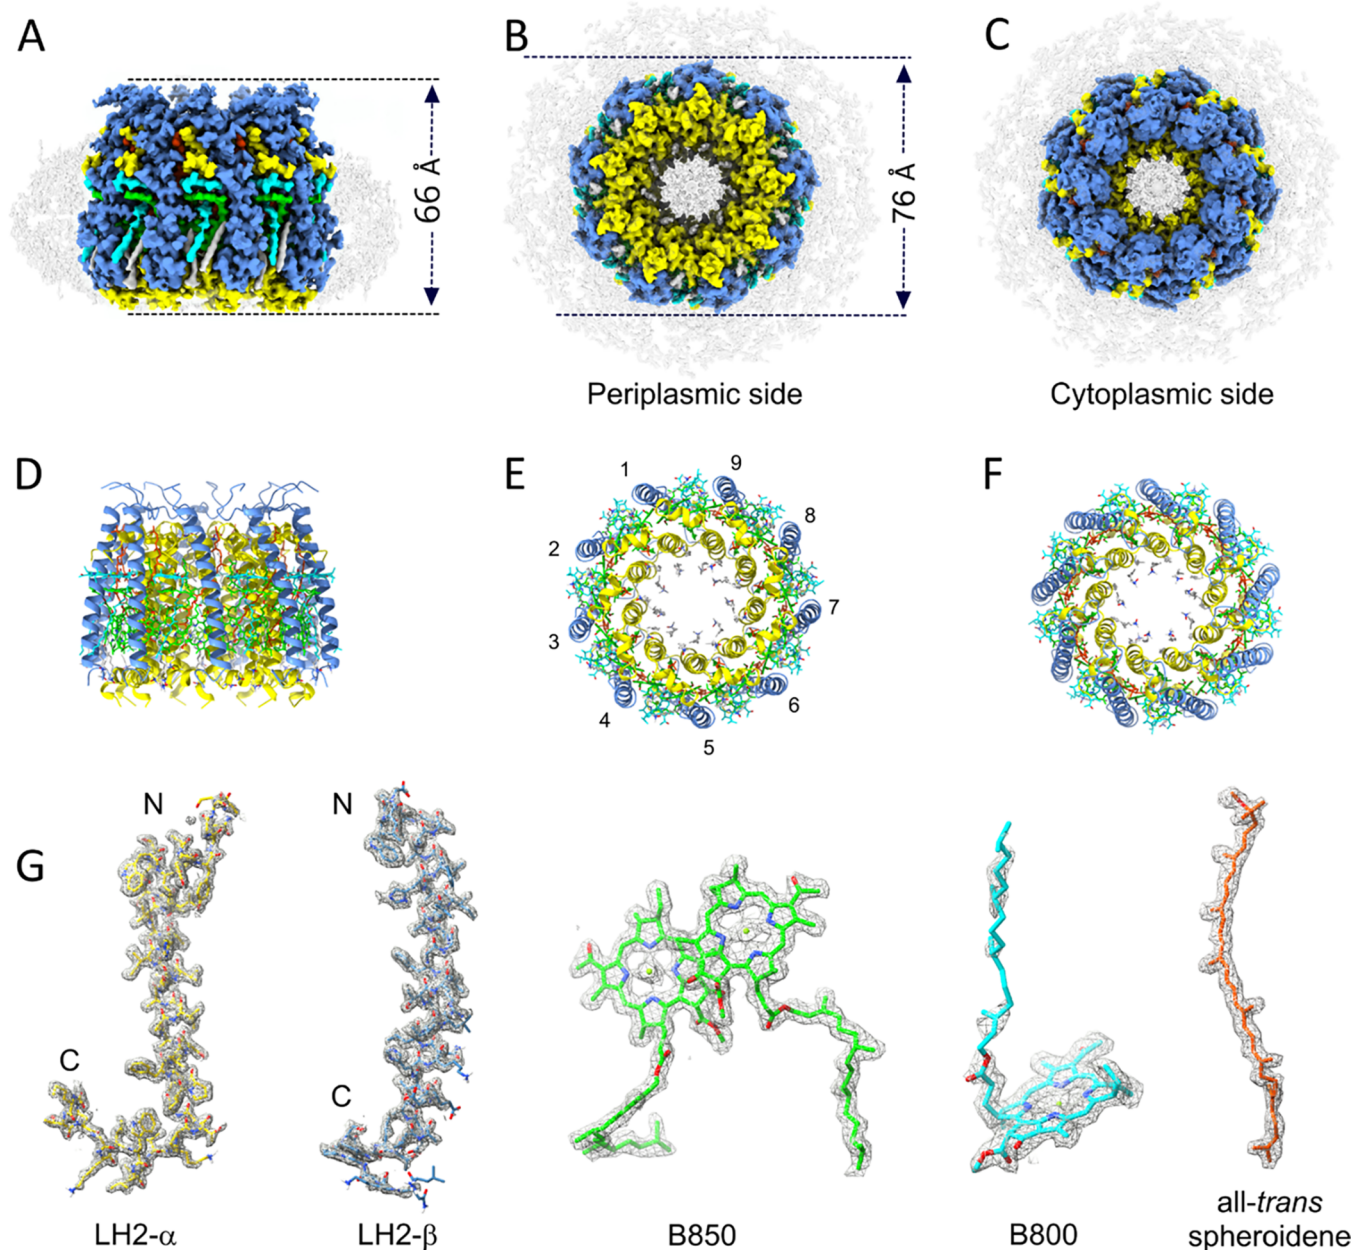 A
B
C
66 Å
76 Å
Periplasmic side
Cytoplasmic side
D
E
F
1
9
2
8
3
7
4
6
5
G
N
N
C
C
LH2-α
LH2-β
B850
B800
all-trans
spheroidene